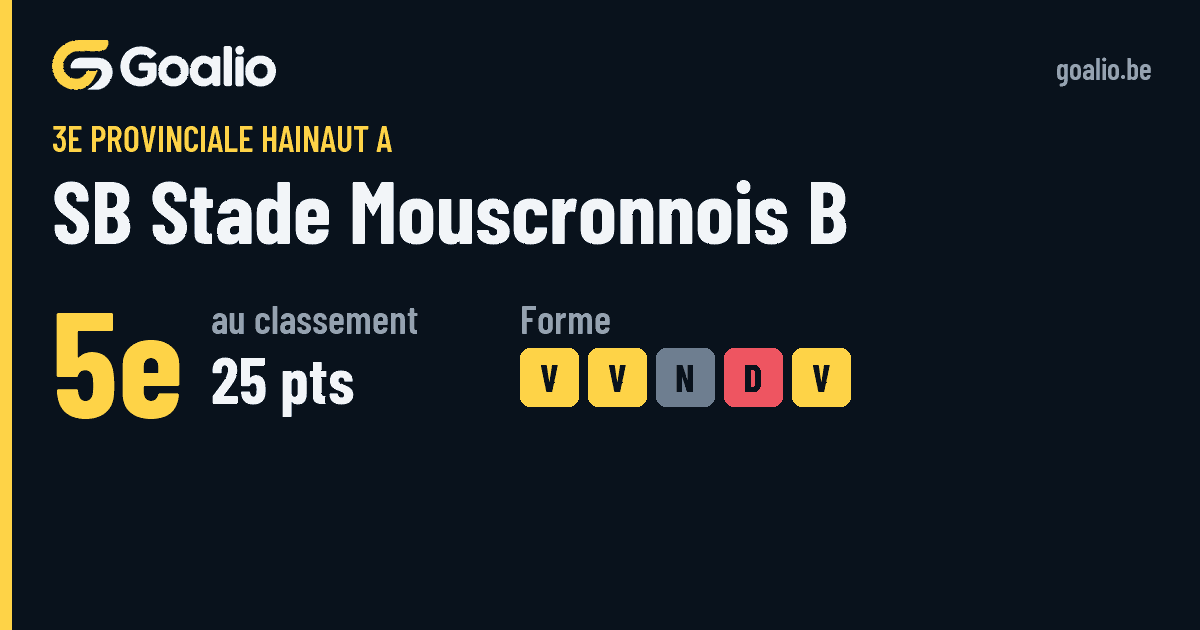 Goalio
goalio.be
3E PROVINCIALE HAINAUT A
SB Stade Mouscronnois B
5e
au classement
25 pts
Forme
V V N D V